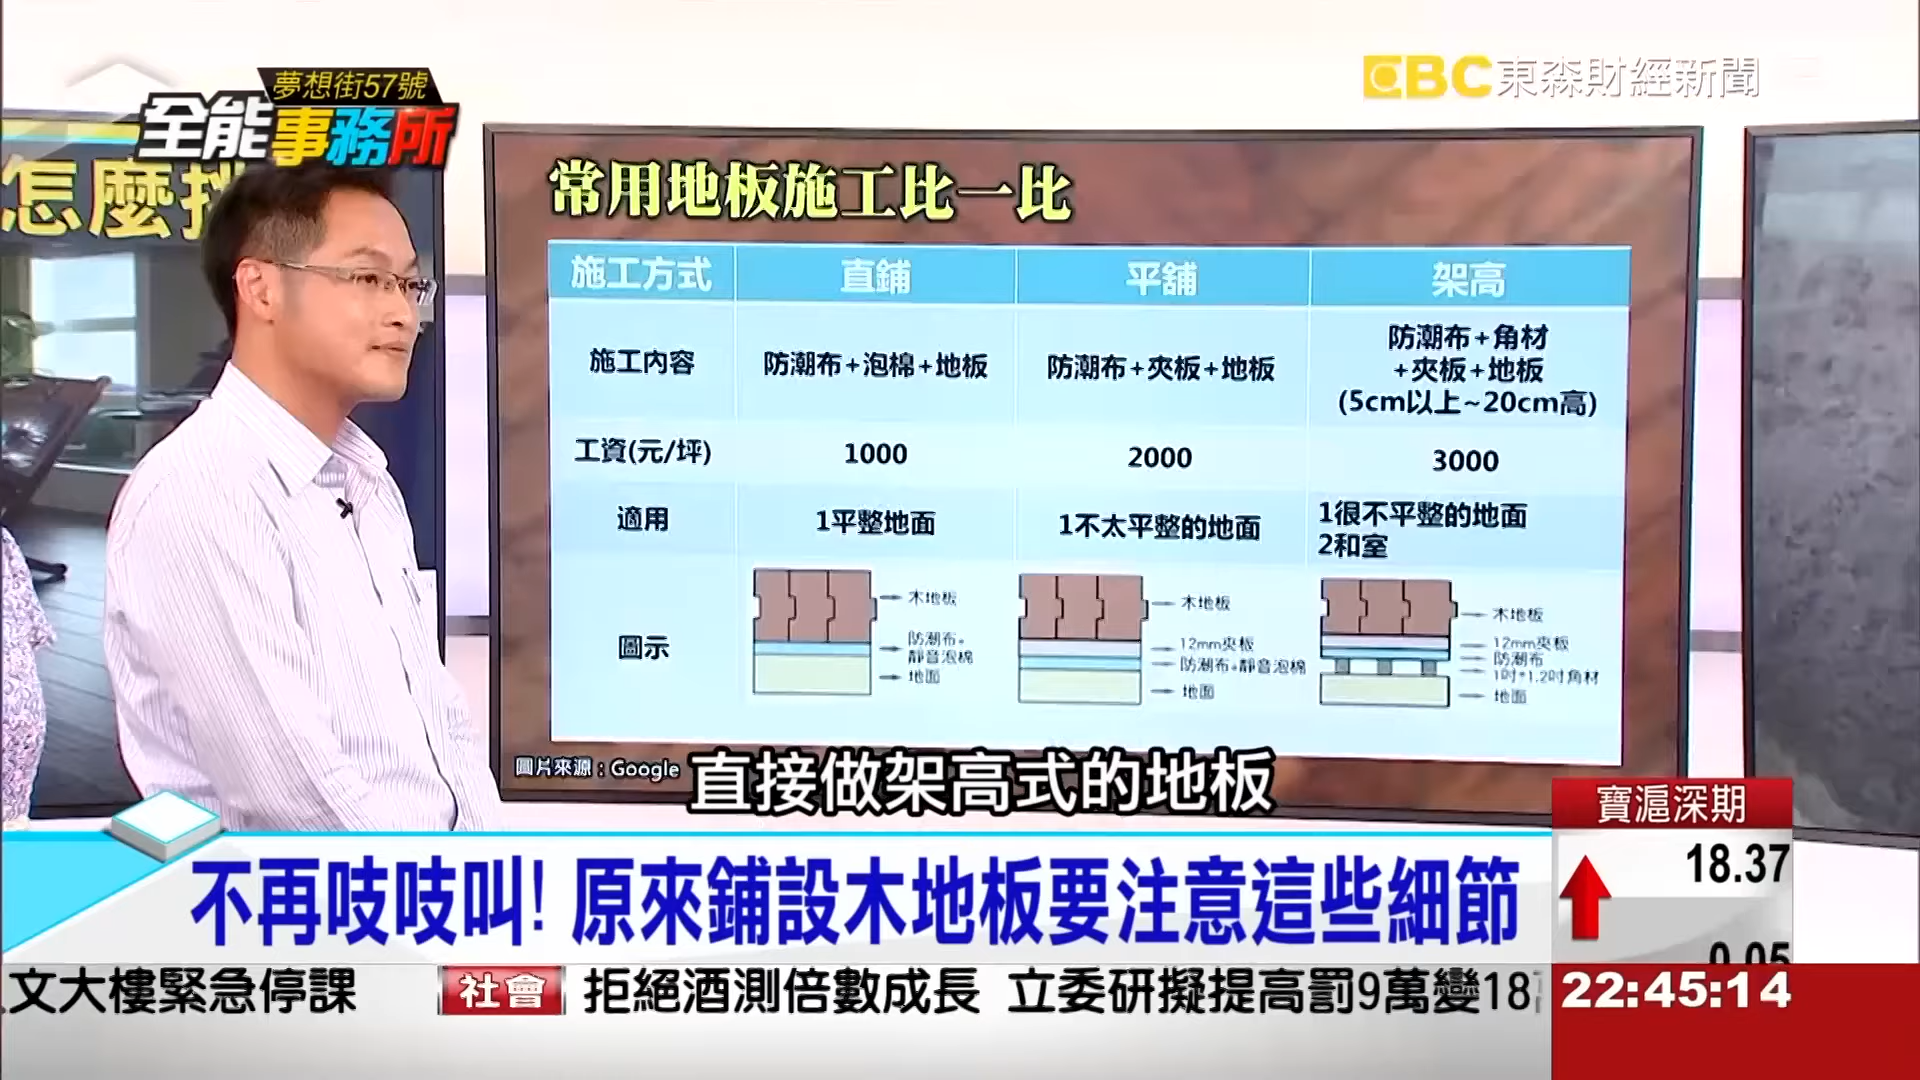 夢想街57號
全能事務所
EBC東森財經新聞
怎麼挑
常用地板施工比一比
施工方式 直鋪 平舖 架高
施工內容 防潮布+泡棉+地板 防潮布+夾板+地板 防潮布+角材
+夾板+地板
(5cm以上~20cm高)
工資(元/坪) 1000 2000 3000
適用 1平整地面 1不太平整的地面 1很不平整的地面
2和室
圖示
木地板
防潮布+
靜音泡棉
地面
木地板
12mm夾板
防潮布+靜音泡棉
地面
木地板
12mm夾板
防潮布
1吋*1.2吋角材
地面
圖片來源:Google
直接做架高式的地板
不再吱吱叫! 原來鋪設木地板要注意這些細節
寶滬深期
18.37
0.05
文大樓緊急停課 社會 拒絕酒測倍數成長 立委研擬提高罰9萬變18
22:45:14